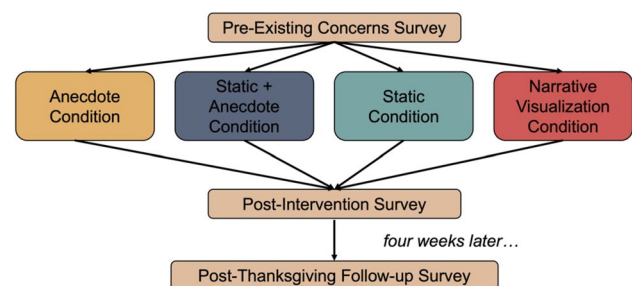 Pre-Existing Concerns Survey
Anecdote
Condition
Static +
Anecdote
Condition
Static
Condition
Narrative
Visualization
Condition
Post-Intervention Survey
four weeks later…
Post-Thanksgiving Follow-up Survey